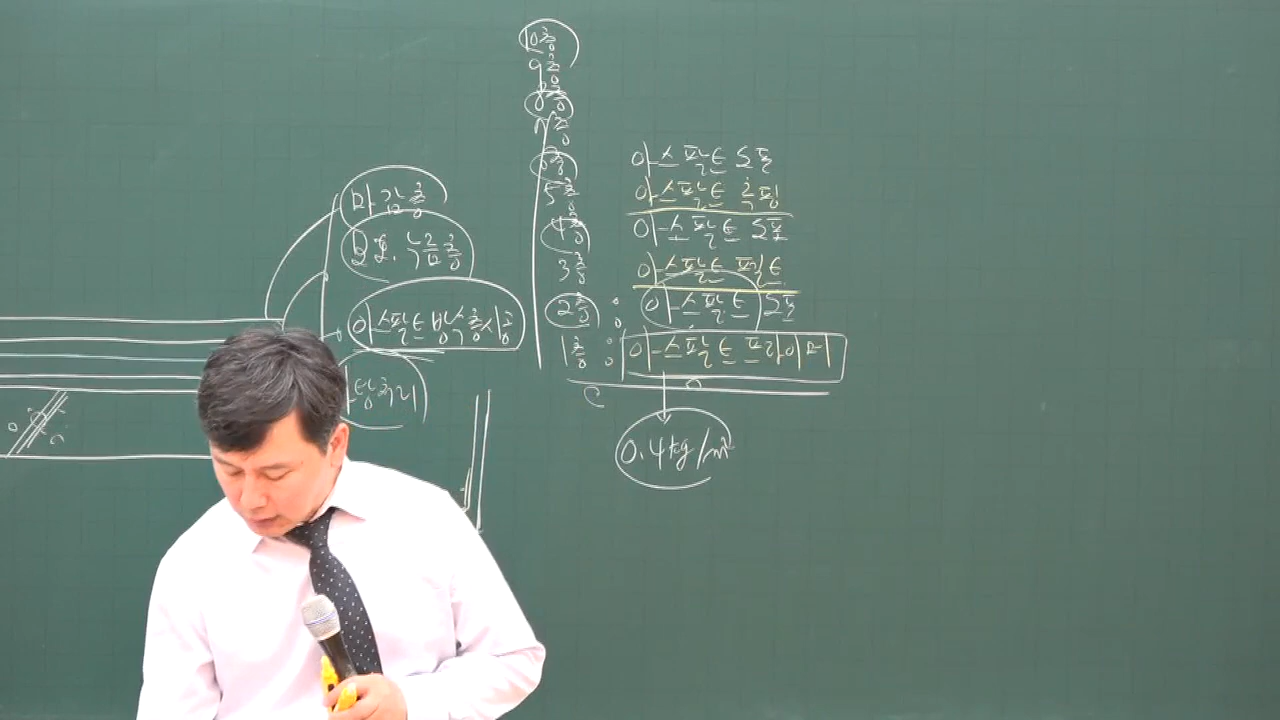 마감층
보호.누름층
아스팔트방수층시공
바탕처리
10층
9층
8층
7층
6층 아스팔트 도포
5층 아스팔트 루핑
4층 아스팔트 도포
3층 아스팔트 펠트
2층 : 아스팔트 도포
1층 : 아스팔트 프라이머
0.4kg/㎡